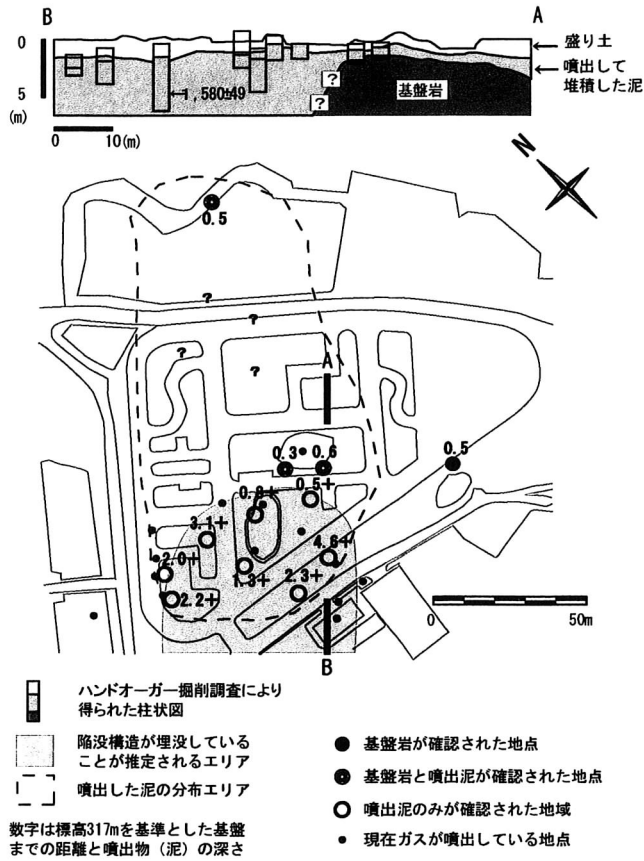 B
A
0
5
(m)
盛り土
噴出して
堆積した泥
1,580±49
?
?
基盤岩
0 10 (m)
N
0.5
?
?
?
?
A
0.3
0.6
0.5
0.5+
0.8+
3.1+
4.6+
2.0+
1.3+
2.3+
2.2+
0 50m
B
ハンドオーガー掘削調査により
得られた柱状図
陥没構造が埋没している
ことが推定されるエリア
噴出した泥の分布エリア
数字は標高317mを基準とした基盤
までの距離と噴出物（泥）の深さ
基盤岩が確認された地点
基盤岩と噴出泥が確認された地点
噴出泥のみが確認された地域
現在ガスが噴出している地点